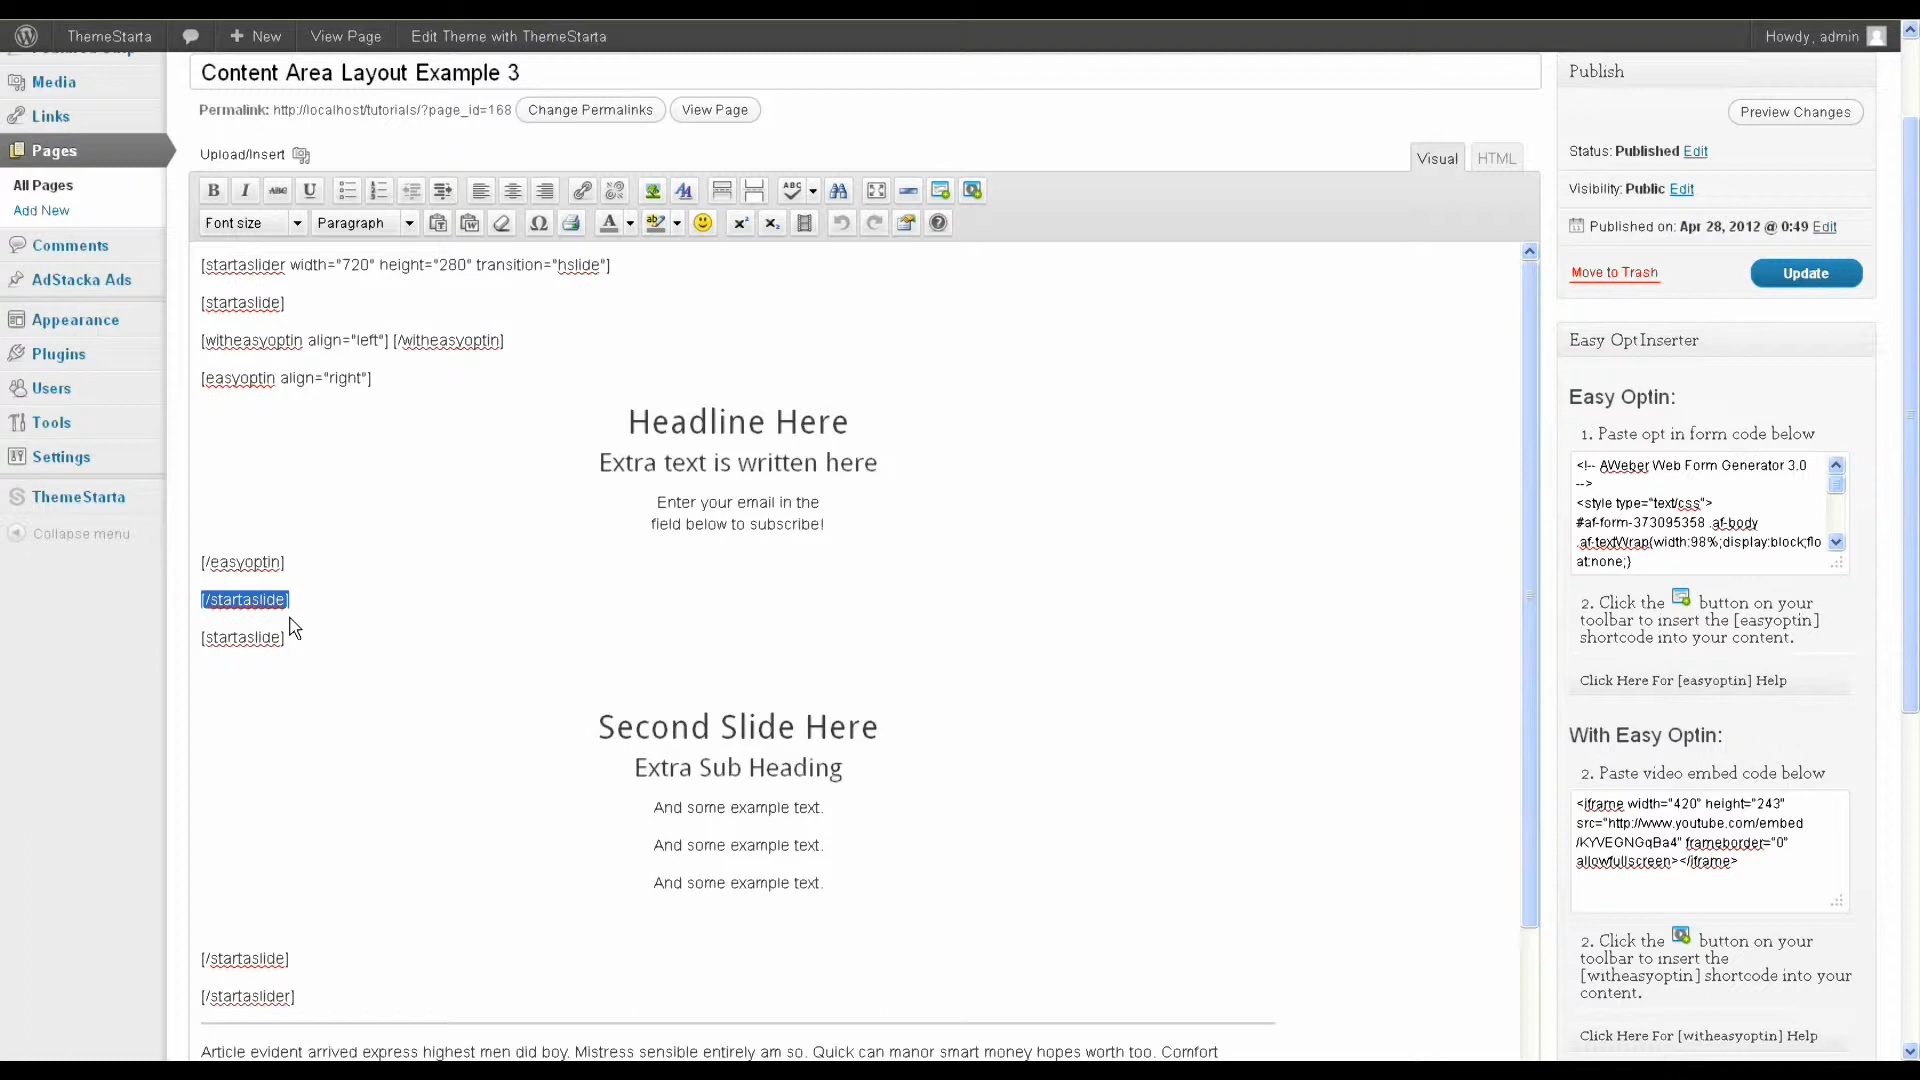 ThemeStarta
New
View Page
Edit Theme with ThemeStarta
Howdy, admin
Media
Links
Pages
All Pages
Add New
Comments
AdStacka Ads
Appearance
Plugins
Users
Tools
Settings
ThemeStarta
Collapse menu
Content Area Layout Example 3
Permalink: http://localhost/tutorials/?page_id=168
Change Permalinks
View Page
Upload/Insert
Visual
HTML
B I ABC U
ABC
Font size
Paragraph
[startaslider width="720" height="280" transition="hslide"]
[startaslide]
[witheasyoptin align="left"] [/witheasyoptin]
[easyoptin align="right"]
Headline Here
Extra text is written here
Enter your email in the
field below to subscribe!
[/easyoptin]
[/startaslide]
[startaslide]
Second Slide Here
Extra Sub Heading
And some example text.
And some example text.
And some example text.
[/startaslide]
[/startaslider]
Article evident arrived express highest men did boy. Mistress sensible entirely am so. Quick can manor smart money hopes worth too. Comfort
Publish
Preview Changes
Status: Published Edit
Visibility: Public Edit
Published on: Apr 28, 2012 @ 0:49 Edit
Move to Trash
Update
Easy OptInserter
Easy Optin:
1. Paste opt in form code below
<!-- AWeber Web Form Generator 3.0
-->
<style type="text/css">
#af-form-373095358 .af-body
.af-textWrap{width:98%;display:block;flo
at:none;}
2. Click the button on your
toolbar to insert the [easyoptin]
shortcode into your content.
Click Here For [easyoptin] Help
With Easy Optin:
2. Paste video embed code below
<iframe width="420" height="243"
src="http://www.youtube.com/embed
/KYVEGNGqBa4" frameborder="0"
allowfullscreen></iframe>
2. Click the button on your
toolbar to insert the
[witheasyoptin] shortcode into your
content.
Click Here For [witheasyoptin] Help